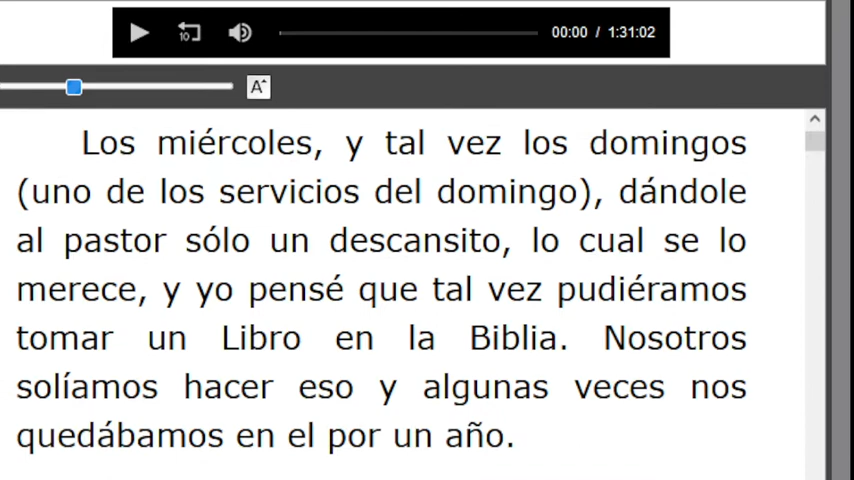 10
00:00 / 1:31:02
A
Los miércoles, y tal vez los domingos
(uno de los servicios del domingo), dándole
al pastor sólo un descansito, lo cual se lo
merece, y yo pensé que tal vez pudiéramos
tomar un Libro en la Biblia. Nosotros
solíamos hacer eso y algunas veces nos
quedábamos en el por un año.